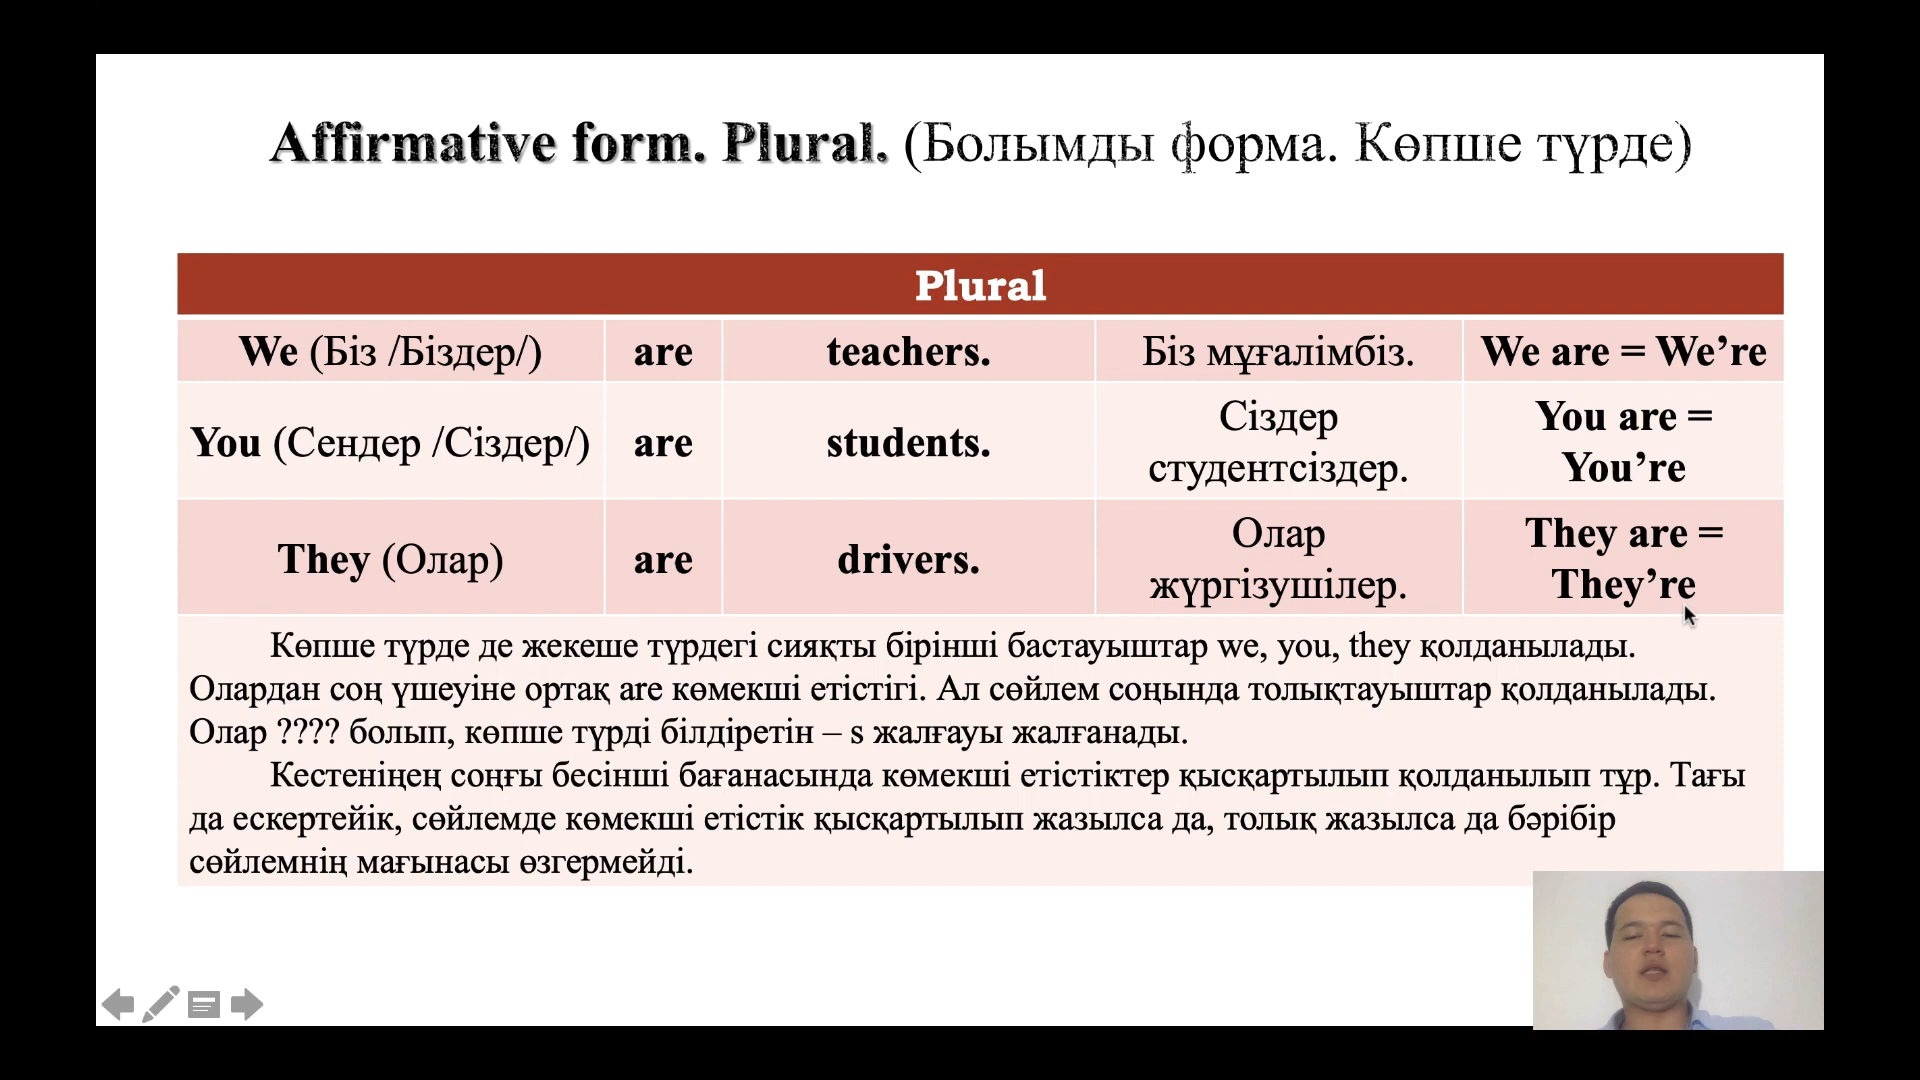 Affirmative form. Plural. (Болымды форма. Көпше түрде)
Plural
We (Біз /Біздер/) are teachers. Біз мұғалімбіз. We are = We’re
You (Сендер /Сіздер/) are students. Сіздер студентсіздер. You are = You’re
They (Олар) are drivers. Олар жүргізушілер. They are = They’re
Көпше түрде де жекеше түрдегі сияқты бірінші бастауыштар we, you, they қолданылады.
Олардан соң үшеуіне ортақ are көмекші етістігі. Ал сөйлем соңында толықтауыштар қолданылады.
Олар ???? болып, көпше түрді білдіретін – s жалғауы жалғанады.
Кестеніңең соңғы бесінші бағанасында көмекші етістіктер қысқартылып қолданылып тұр. Тағы
да ескертейік, сөйлемде көмекші етістік қысқартылып жазылса да, толық жазылса да бәрібір
сөйлемнің мағынасы өзгермейді.